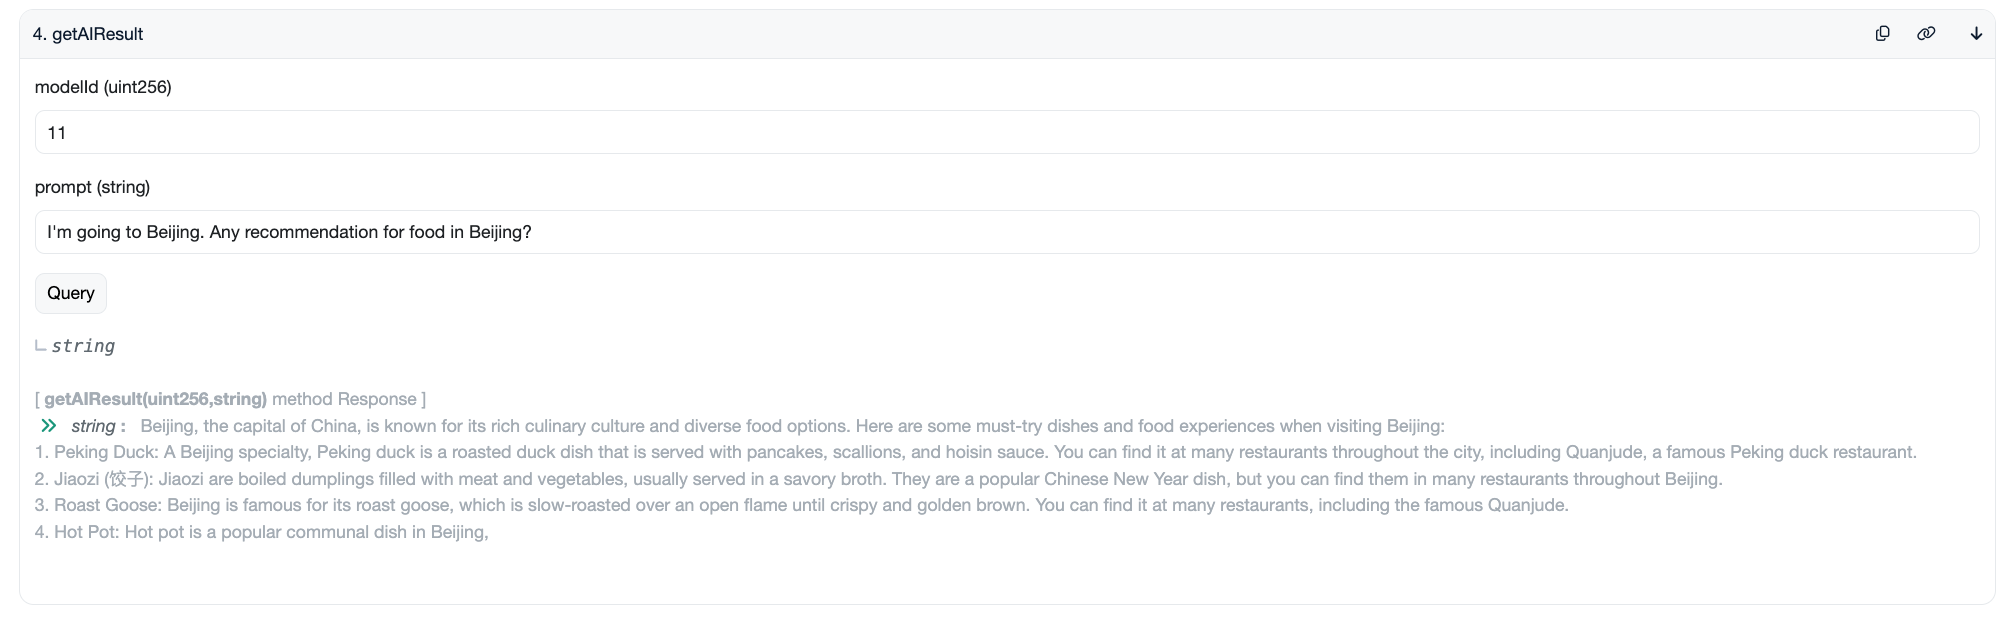 4. getAIResult
modelId (uint256)
11
prompt (string)
I'm going to Beijing. Any recommendation for food in Beijing?
Query
string
[ getAIResult(uint256,string) method Response ]
string : Beijing, the capital of China, is known for its rich culinary culture and diverse food options. Here are some must-try dishes and food experiences when visiting Beijing:
1. Peking Duck: A Beijing specialty, Peking duck is a roasted duck dish that is served with pancakes, scallions, and hoisin sauce. You can find it at many restaurants throughout the city, including Quanjude, a famous Peking duck restaurant.
2. Jiaozi (饺子): Jiaozi are boiled dumplings filled with meat and vegetables, usually served in a savory broth. They are a popular Chinese New Year dish, but you can find them in many restaurants throughout Beijing.
3. Roast Goose: Beijing is famous for its roast goose, which is slow-roasted over an open flame until crispy and golden brown. You can find it at many restaurants, including the famous Quanjude.
4. Hot Pot: Hot pot is a popular communal dish in Beijing,